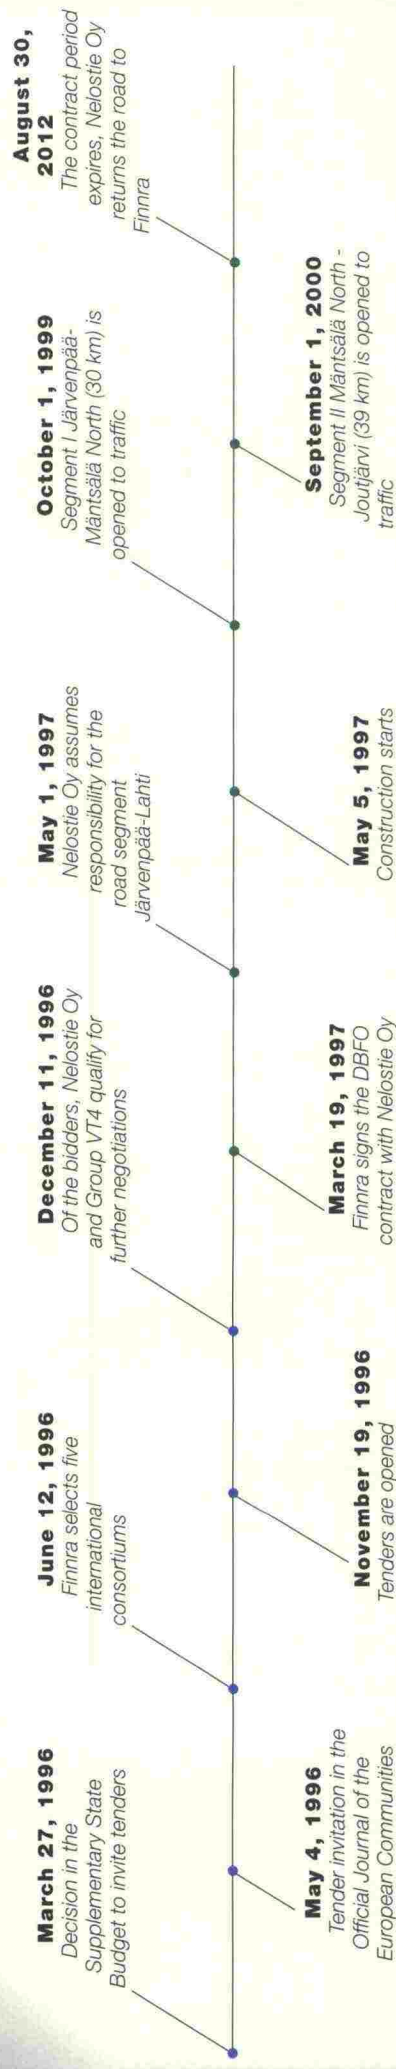 March 27, 1996
Decision in the
Supplementary State
Budget to invite tenders
May 4, 1996
Tender invitation in the
Official Journal of the
European Communities
June 12, 1996
Finnra selects five
international
consortiums
November 19, 1996
Tenders are opened
December 11, 1996
Of the bidders, Nelostie Oy
and Group VT4 qualify for
further negotiations
March 19, 1997
Finnra signs the DBFO
contract with Nelostie Oy
May 1, 1997
Nelostie Oy assumes
responsibility for the
road segment
Järvenpää-Lahti
May 5, 1997
Construction starts
October 1, 1999
Segment I Järvenpää-
Mäntsälä North (30 km) is
opened to traffic
September 1, 2000
Segment II Mäntsälä North -
Joutjärvi (39 km) is opened to
traffic
August 30,
2012
The contract period
expires, Nelostie Oy
returns the road to
Finnra